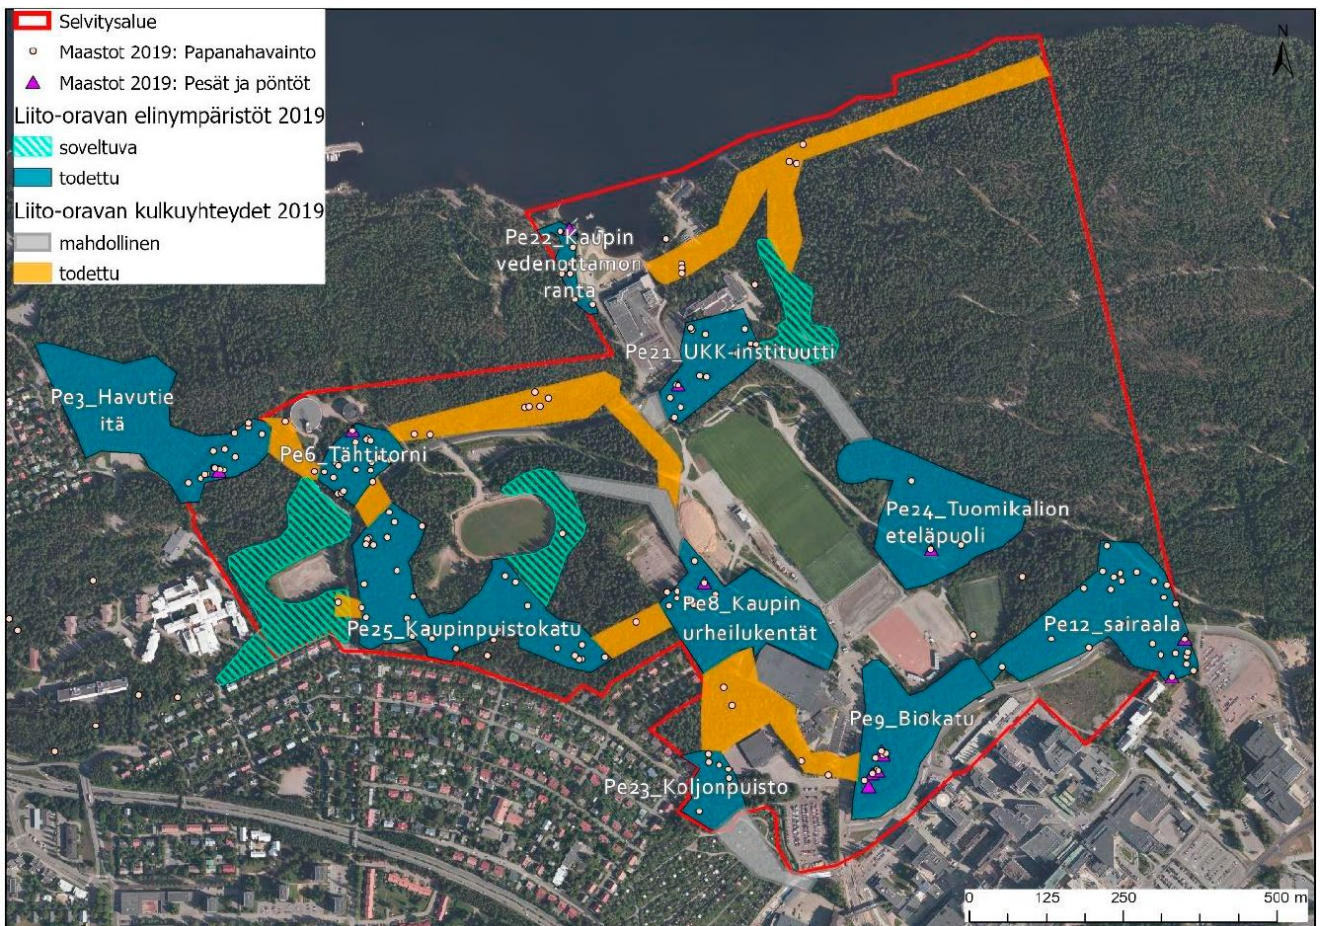 Selvitysalue
Maastot 2019: Papanahavainto
Maastot 2019: Pesät ja pöntöt
Liito-oravan elinympäristöt 2019
soveltuva
todettu
Liito-oravan kulkuyhteydet 2019
mahdollinen
todettu
N
Pe22_Kaupin
vedenottamon
ranta
Pe21_UKK-instituutti
Pe3_Havutie
itä
Pe6_Tähtitorni
Pe24_Tuomikalion
eteläpuoli
Pe8_Kaupin
urheilukentät
Pe25_Kaupinpuistokatu
Pe12_sairaala
Pe9_Biokatu
Pe23_Koljonpuisto
0 125 250 500 m